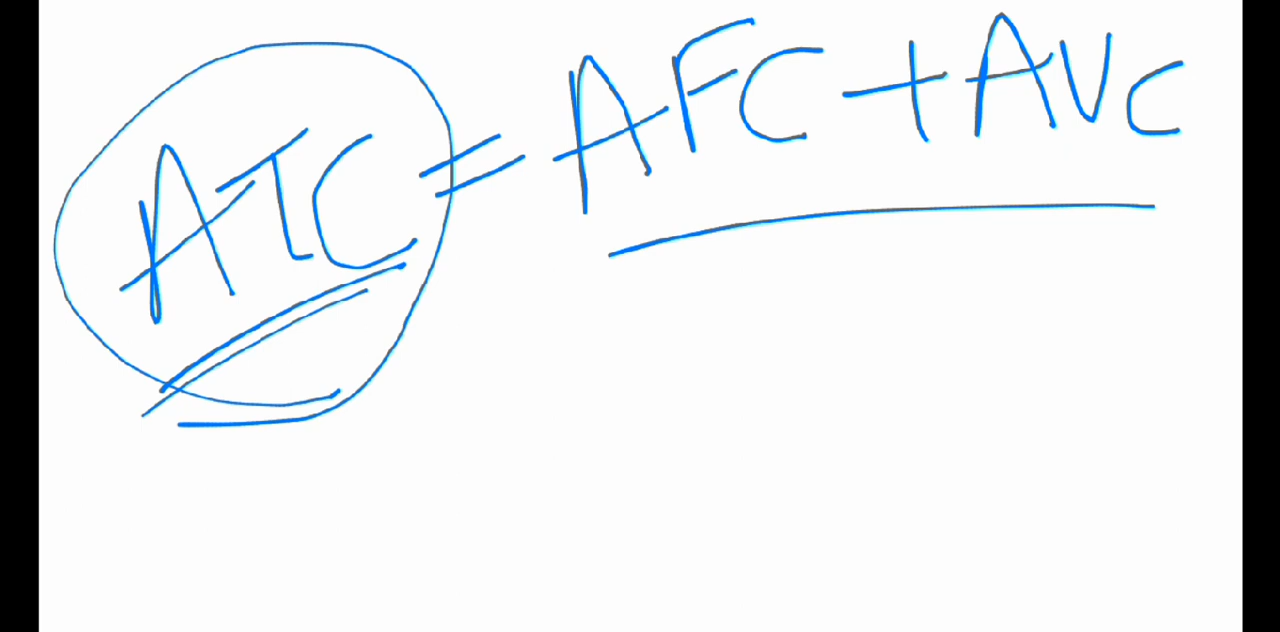 ATC = AFC + AVC